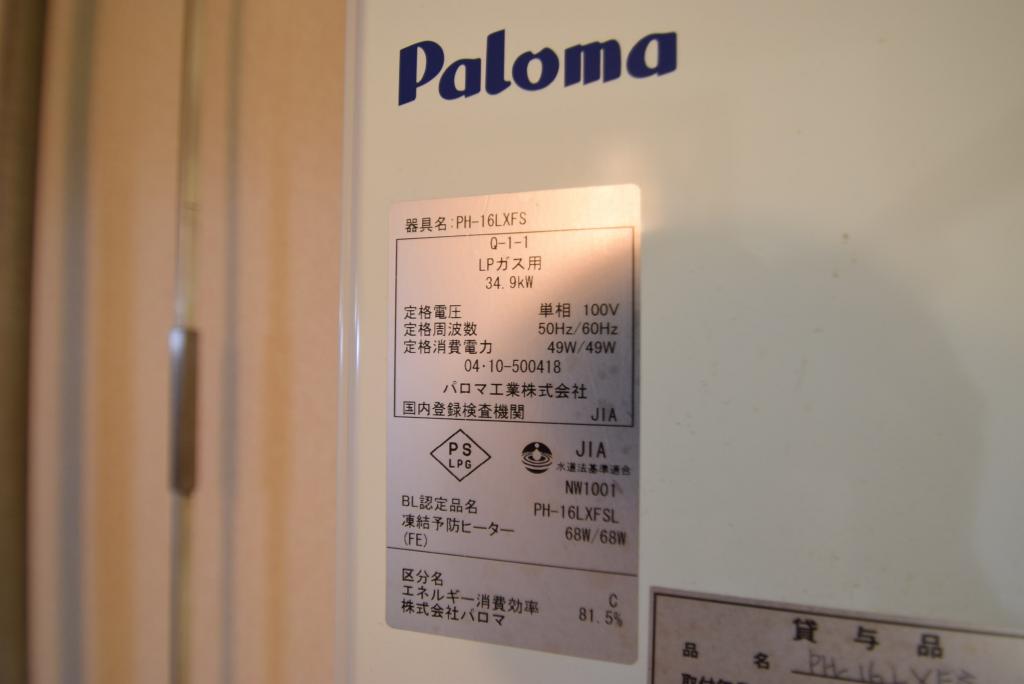 Paloma
器具名:PH-16LXFS
Q-1-1
LPガス用
34.9kW
定格電圧 単相 100V
定格周波数 50Hz/60Hz
定格消費電力 49W/49W
04・10-500418
パロマ工業株式会社
国内登録検査機関 JIA
PS
LPG
JIA
水道法基準適合
NW1001
BL認定品名 PH-16LXFSL
凍結予防ヒーター 68W/68W
(FE)
区分名 C
エネルギー消費効率 81.5%
株式会社パロマ
貸与品
品名 PH-16LXFS